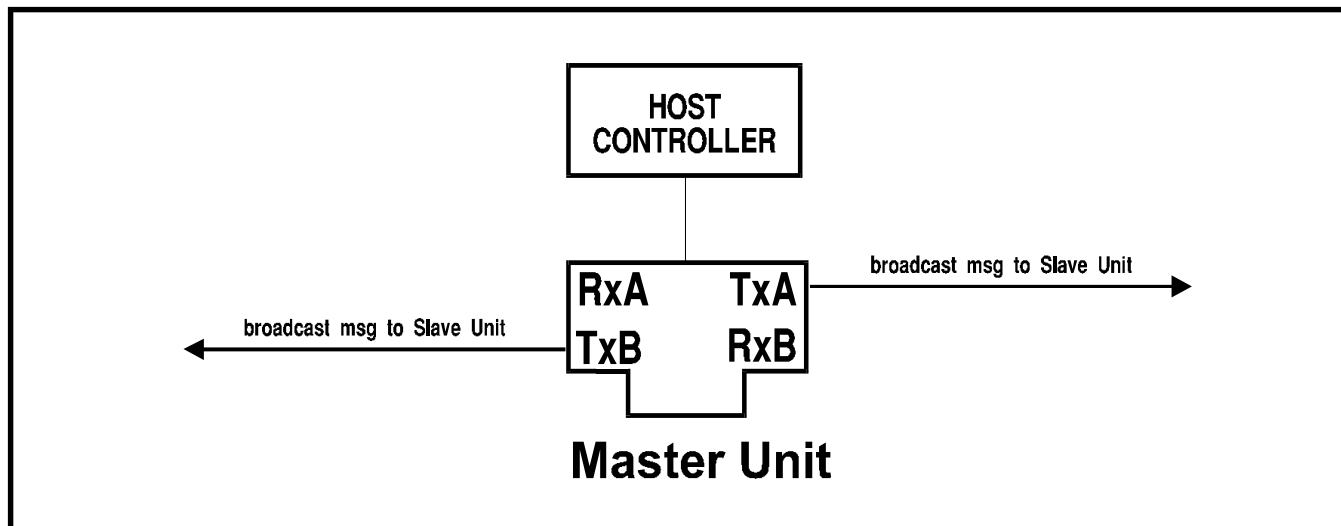 HOST
CONTROLLER
RxA TxA
broadcast msg to Slave Unit
broadcast msg to Slave Unit
TxB RxB
Master Unit